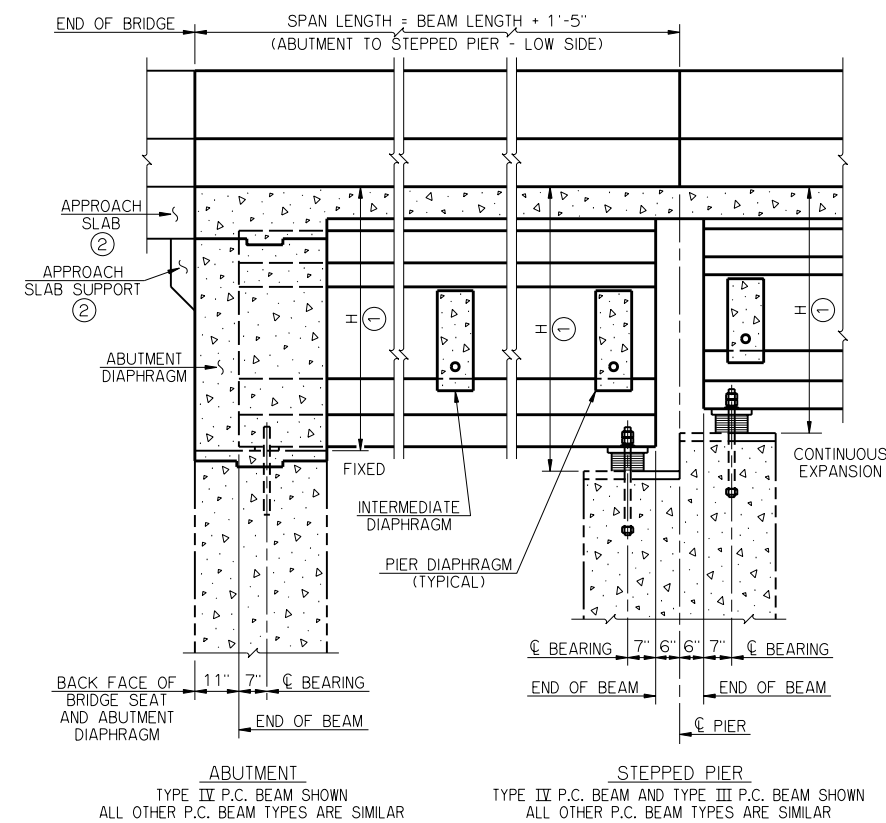 END OF BRIDGE
SPAN LENGTH = BEAM LENGTH + 1'-5"
(ABUTMENT TO STEPPED PIER - LOW SIDE)
APPROACH
SLAB
2
APPROACH
SLAB SUPPORT
2
ABUTMENT
DIAPHRAGM
H 1
H 1
H 1
FIXED
CONTINUOUS
EXPANSION
INTERMEDIATE
DIAPHRAGM
PIER DIAPHRAGM
(TYPICAL)
℄ BEARING 7" 6" 6" 7" ℄ BEARING
BACK FACE OF
BRIDGE SEAT
AND ABUTMENT
DIAPHRAGM
11" 7" ℄ BEARING
END OF BEAM
END OF BEAM
END OF BEAM
℄ PIER
ABUTMENT
TYPE IV P.C. BEAM SHOWN
ALL OTHER P.C. BEAM TYPES ARE SIMILAR
STEPPED PIER
TYPE IV P.C. BEAM AND TYPE III P.C. BEAM SHOWN
ALL OTHER P.C. BEAM TYPES ARE SIMILAR